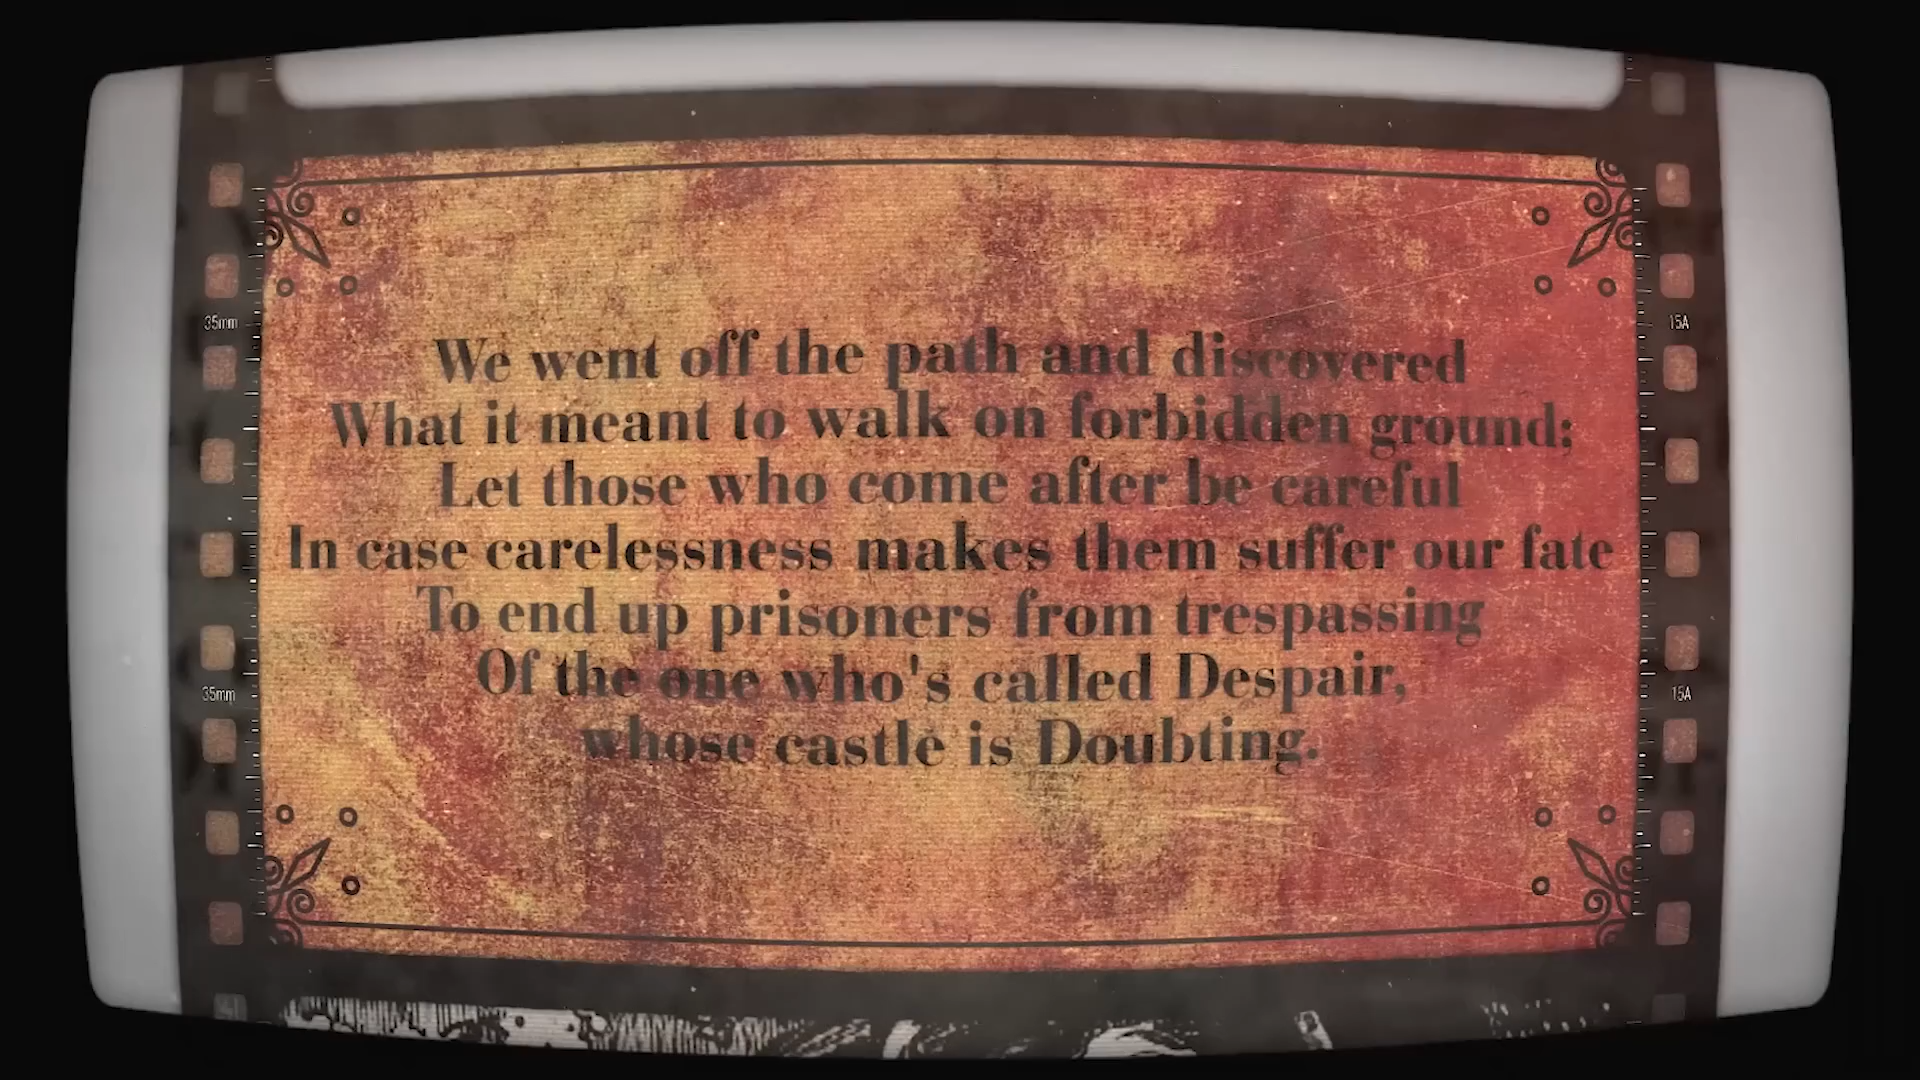 We went off the path and discovered
What it meant to walk on forbidden ground;
Let those who come after be careful
In case carelessness makes them suffer our fate
To end up prisoners from trespassing
Of the one who's called Despair,
whose castle is Doubting.
35mm
15A
35mm
15A